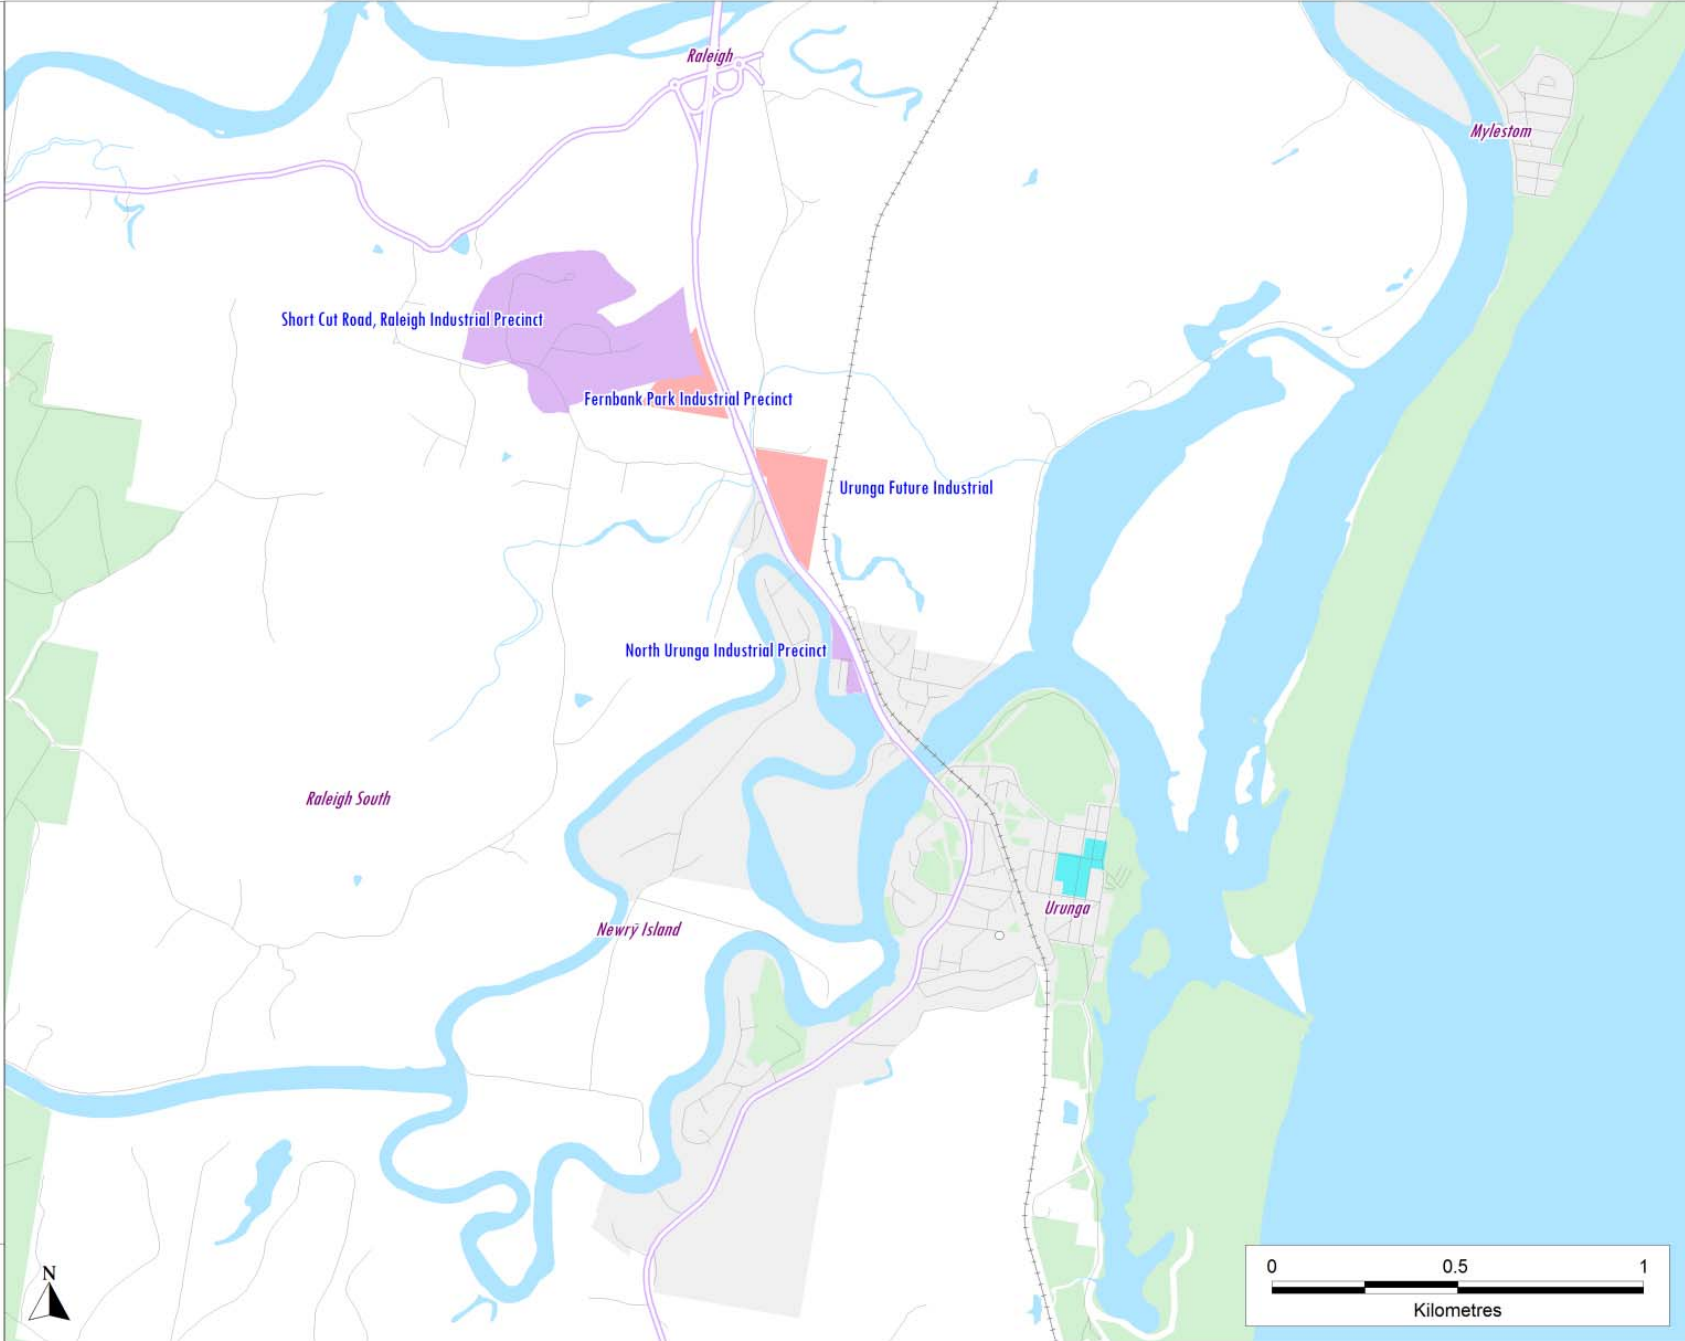 Raleigh
Mylestom
Short Cut Road, Raleigh Industrial Precinct
Fernbank Park Industrial Precinct
Urunga Future Industrial
North Urunga Industrial Precinct
Raleigh South
Urunga
Newry Island
N
0 0.5 1
Kilometres